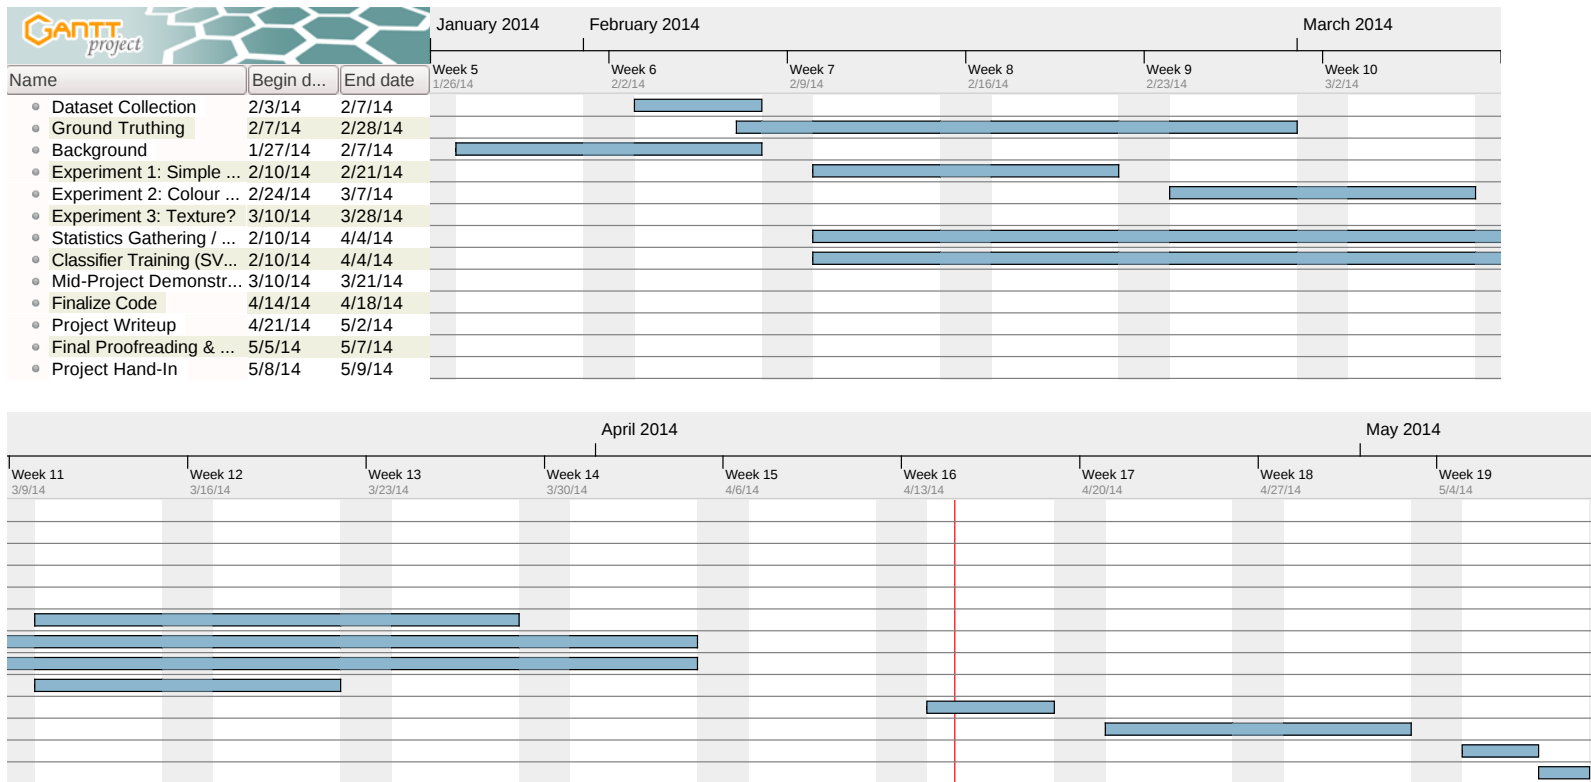 GANTT
project
January 2014 February 2014 March 2014
Week 5 Week 6 Week 7 Week 8 Week 9 Week 10
1/26/14 2/2/14 2/9/14 2/16/14 2/23/14 3/2/14
Name Begin d... End date
Dataset Collection 2/3/14 2/7/14
Ground Truthing 2/7/14 2/28/14
Background 1/27/14 2/7/14
Experiment 1: Simple ... 2/10/14 2/21/14
Experiment 2: Colour ... 2/24/14 3/7/14
Experiment 3: Texture? 3/10/14 3/28/14
Statistics Gathering / ... 2/10/14 4/4/14
Classifier Training (SV... 2/10/14 4/4/14
Mid-Project Demonstr... 3/10/14 3/21/14
Finalize Code 4/14/14 4/18/14
Project Writeup 4/21/14 5/2/14
Final Proofreading & ... 5/5/14 5/7/14
Project Hand-In 5/8/14 5/9/14
April 2014 May 2014
Week 11 Week 12 Week 13 Week 14 Week 15 Week 16 Week 17 Week 18 Week 19
3/9/14 3/16/14 3/23/14 3/30/14 4/6/14 4/13/14 4/20/14 4/27/14 5/4/14